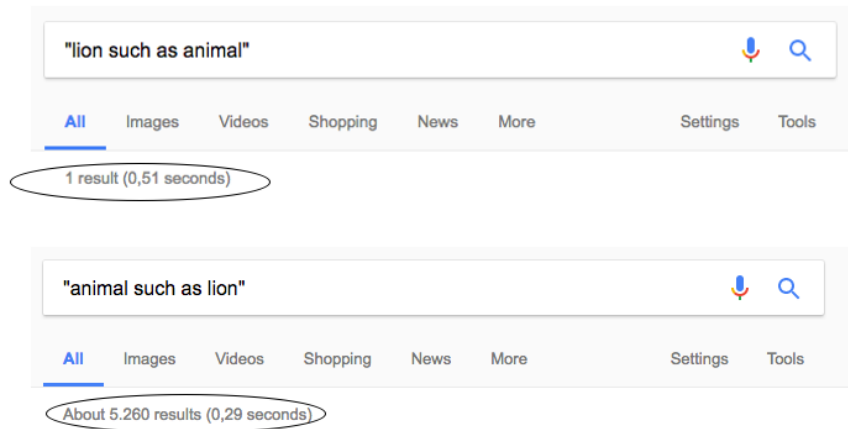 "lion such as animal"
All Images Videos Shopping News More Settings Tools
1 result (0,51 seconds)
"animal such as lion"
All Images Videos Shopping News More Settings Tools
About 5.260 results (0,29 seconds)